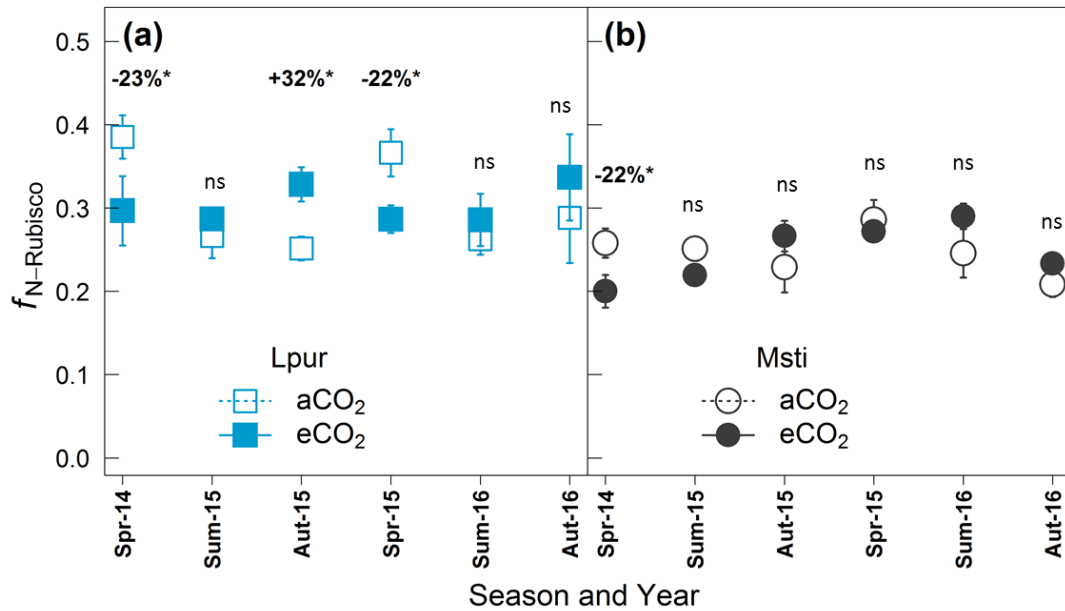 (a)
(b)
0.5
0.4
0.3
0.2
0.1
0.0
fN–Rubisco
-23%*
ns
+32%*
-22%*
ns
ns
Lpur
aCO2
eCO2
-22%*
ns
ns
ns
ns
ns
Msti
aCO2
eCO2
Spr-14
Sum-15
Aut-15
Spr-15
Sum-16
Aut-16
Spr-14
Sum-15
Aut-15
Spr-15
Sum-16
Aut-16
Season and Year